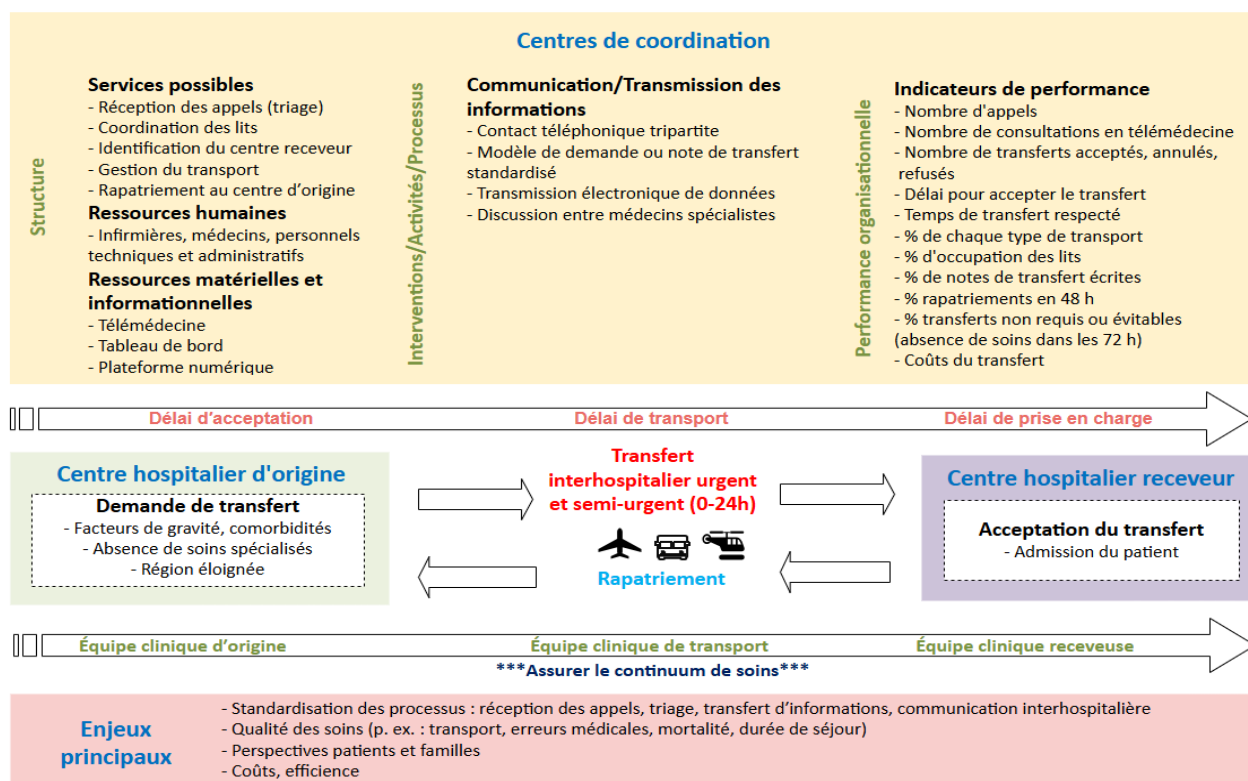 Centres de coordination
Structure
Services possibles
- Réception des appels (triage)
- Coordination des lits
- Identification du centre receveur
- Gestion du transport
- Rapatriement au centre d'origine
Ressources humaines
- Infirmières, médecins, personnels
techniques et administratifs
Ressources matérielles et
informationnelles
- Télémédecine
- Tableau de bord
- Plateforme numérique
Interventions/Activités/Processus
Communication/Transmission des
informations
- Contact téléphonique tripartite
- Modèle de demande ou note de transfert
standardisé
- Transmission électronique de données
- Discussion entre médecins spécialistes
Performance organisationnelle
Indicateurs de performance
- Nombre d'appels
- Nombre de consultations en télémédecine
- Nombre de transferts acceptés, annulés,
refusés
- Délai pour accepter le transfert
- Temps de transfert respecté
- % de chaque type de transport
- % d'occupation des lits
- % de notes de transfert écrites
- % rapatriements en 48 h
- % transferts non requis ou évitables
(absence de soins dans les 72 h)
- Coûts du transfert
Délai d'acceptation
Délai de transport
Délai de prise en charge
Centre hospitalier d'origine
Demande de transfert
- Facteurs de gravité, comorbidités
- Absence de soins spécialisés
- Région éloignée
Transfert
interhospitalier urgent
et semi-urgent (0-24h)
Rapatriement
Centre hospitalier receveur
Acceptation du transfert
- Admission du patient
Équipe clinique d'origine
Équipe clinique de transport
Équipe clinique receveuse
***Assurer le continuum de soins***
Enjeux
principaux
- Standardisation des processus : réception des appels, triage, transfert d'informations, communication interhospitalière
- Qualité des soins (p. ex. : transport, erreurs médicales, mortalité, durée de séjour)
- Perspectives patients et familles
- Coûts, efficience